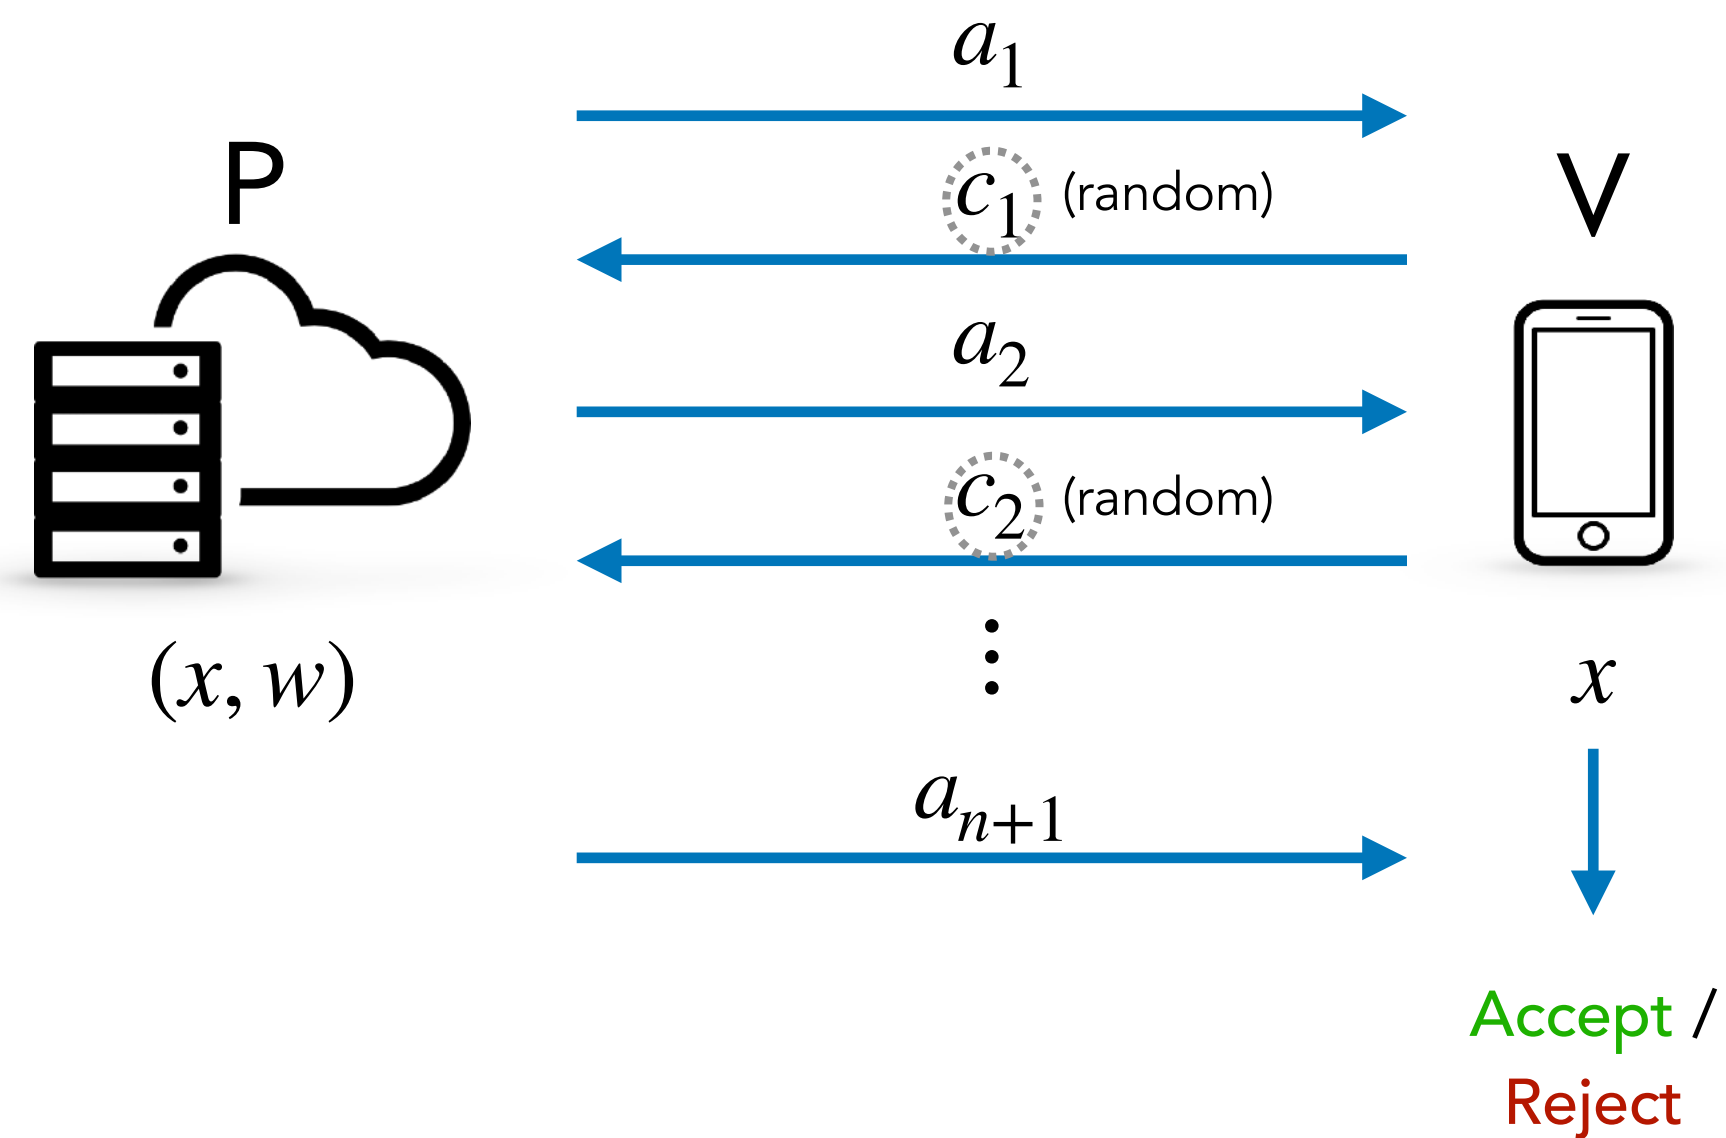 a₁
P
c₁ (random)
V
a₂
c₂ (random)
⋮
(x, w)
x
aₙ₊₁
Accept /
Reject